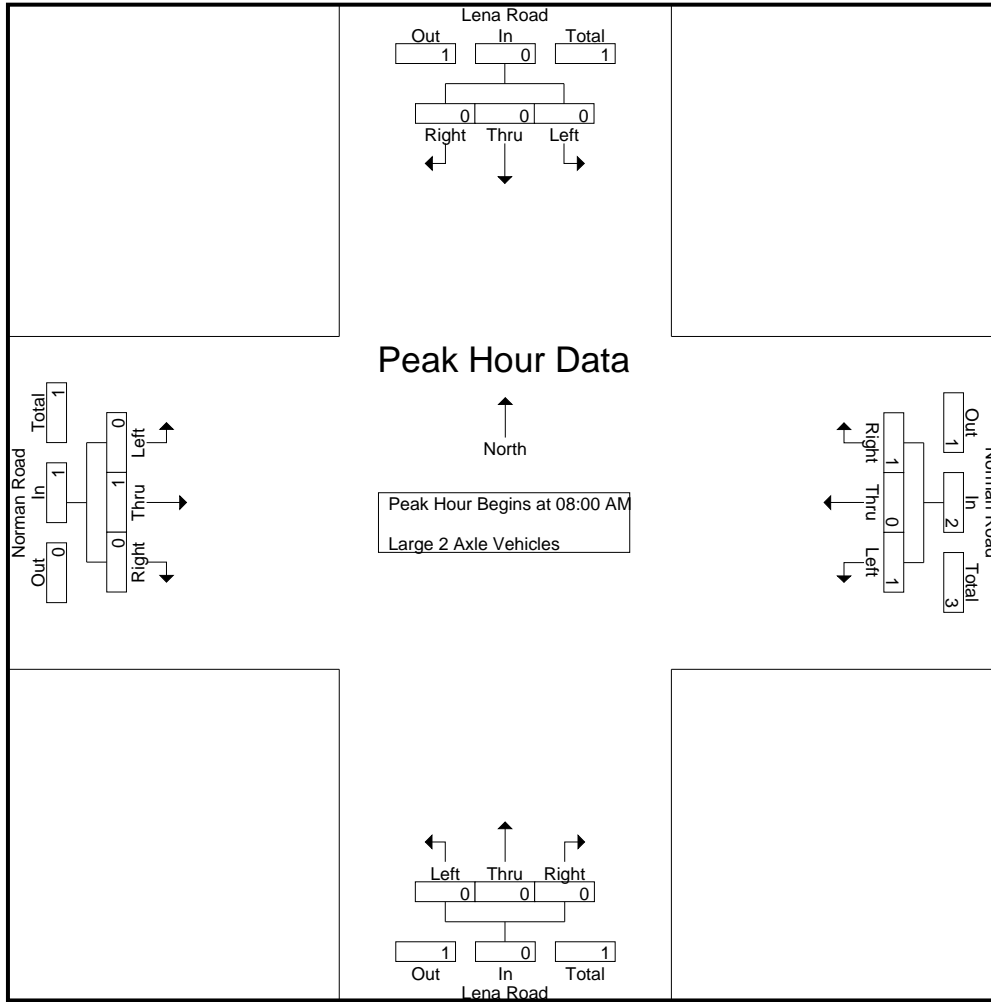 Lena Road
Out In Total
1 0 1
0 0 0
Right Thru Left
Peak Hour Data
North
Peak Hour Begins at 08:00 AM
Large 2 Axle Vehicles
Norman Road
Total In Out
1 1 0
0 1 0
Left Thru Right
Norman Road
Out In Total
1 2 3
1 0 1
Right Thru Left
Left Thru Right
0 0 0
1 0 1
Out In Total
Lena Road